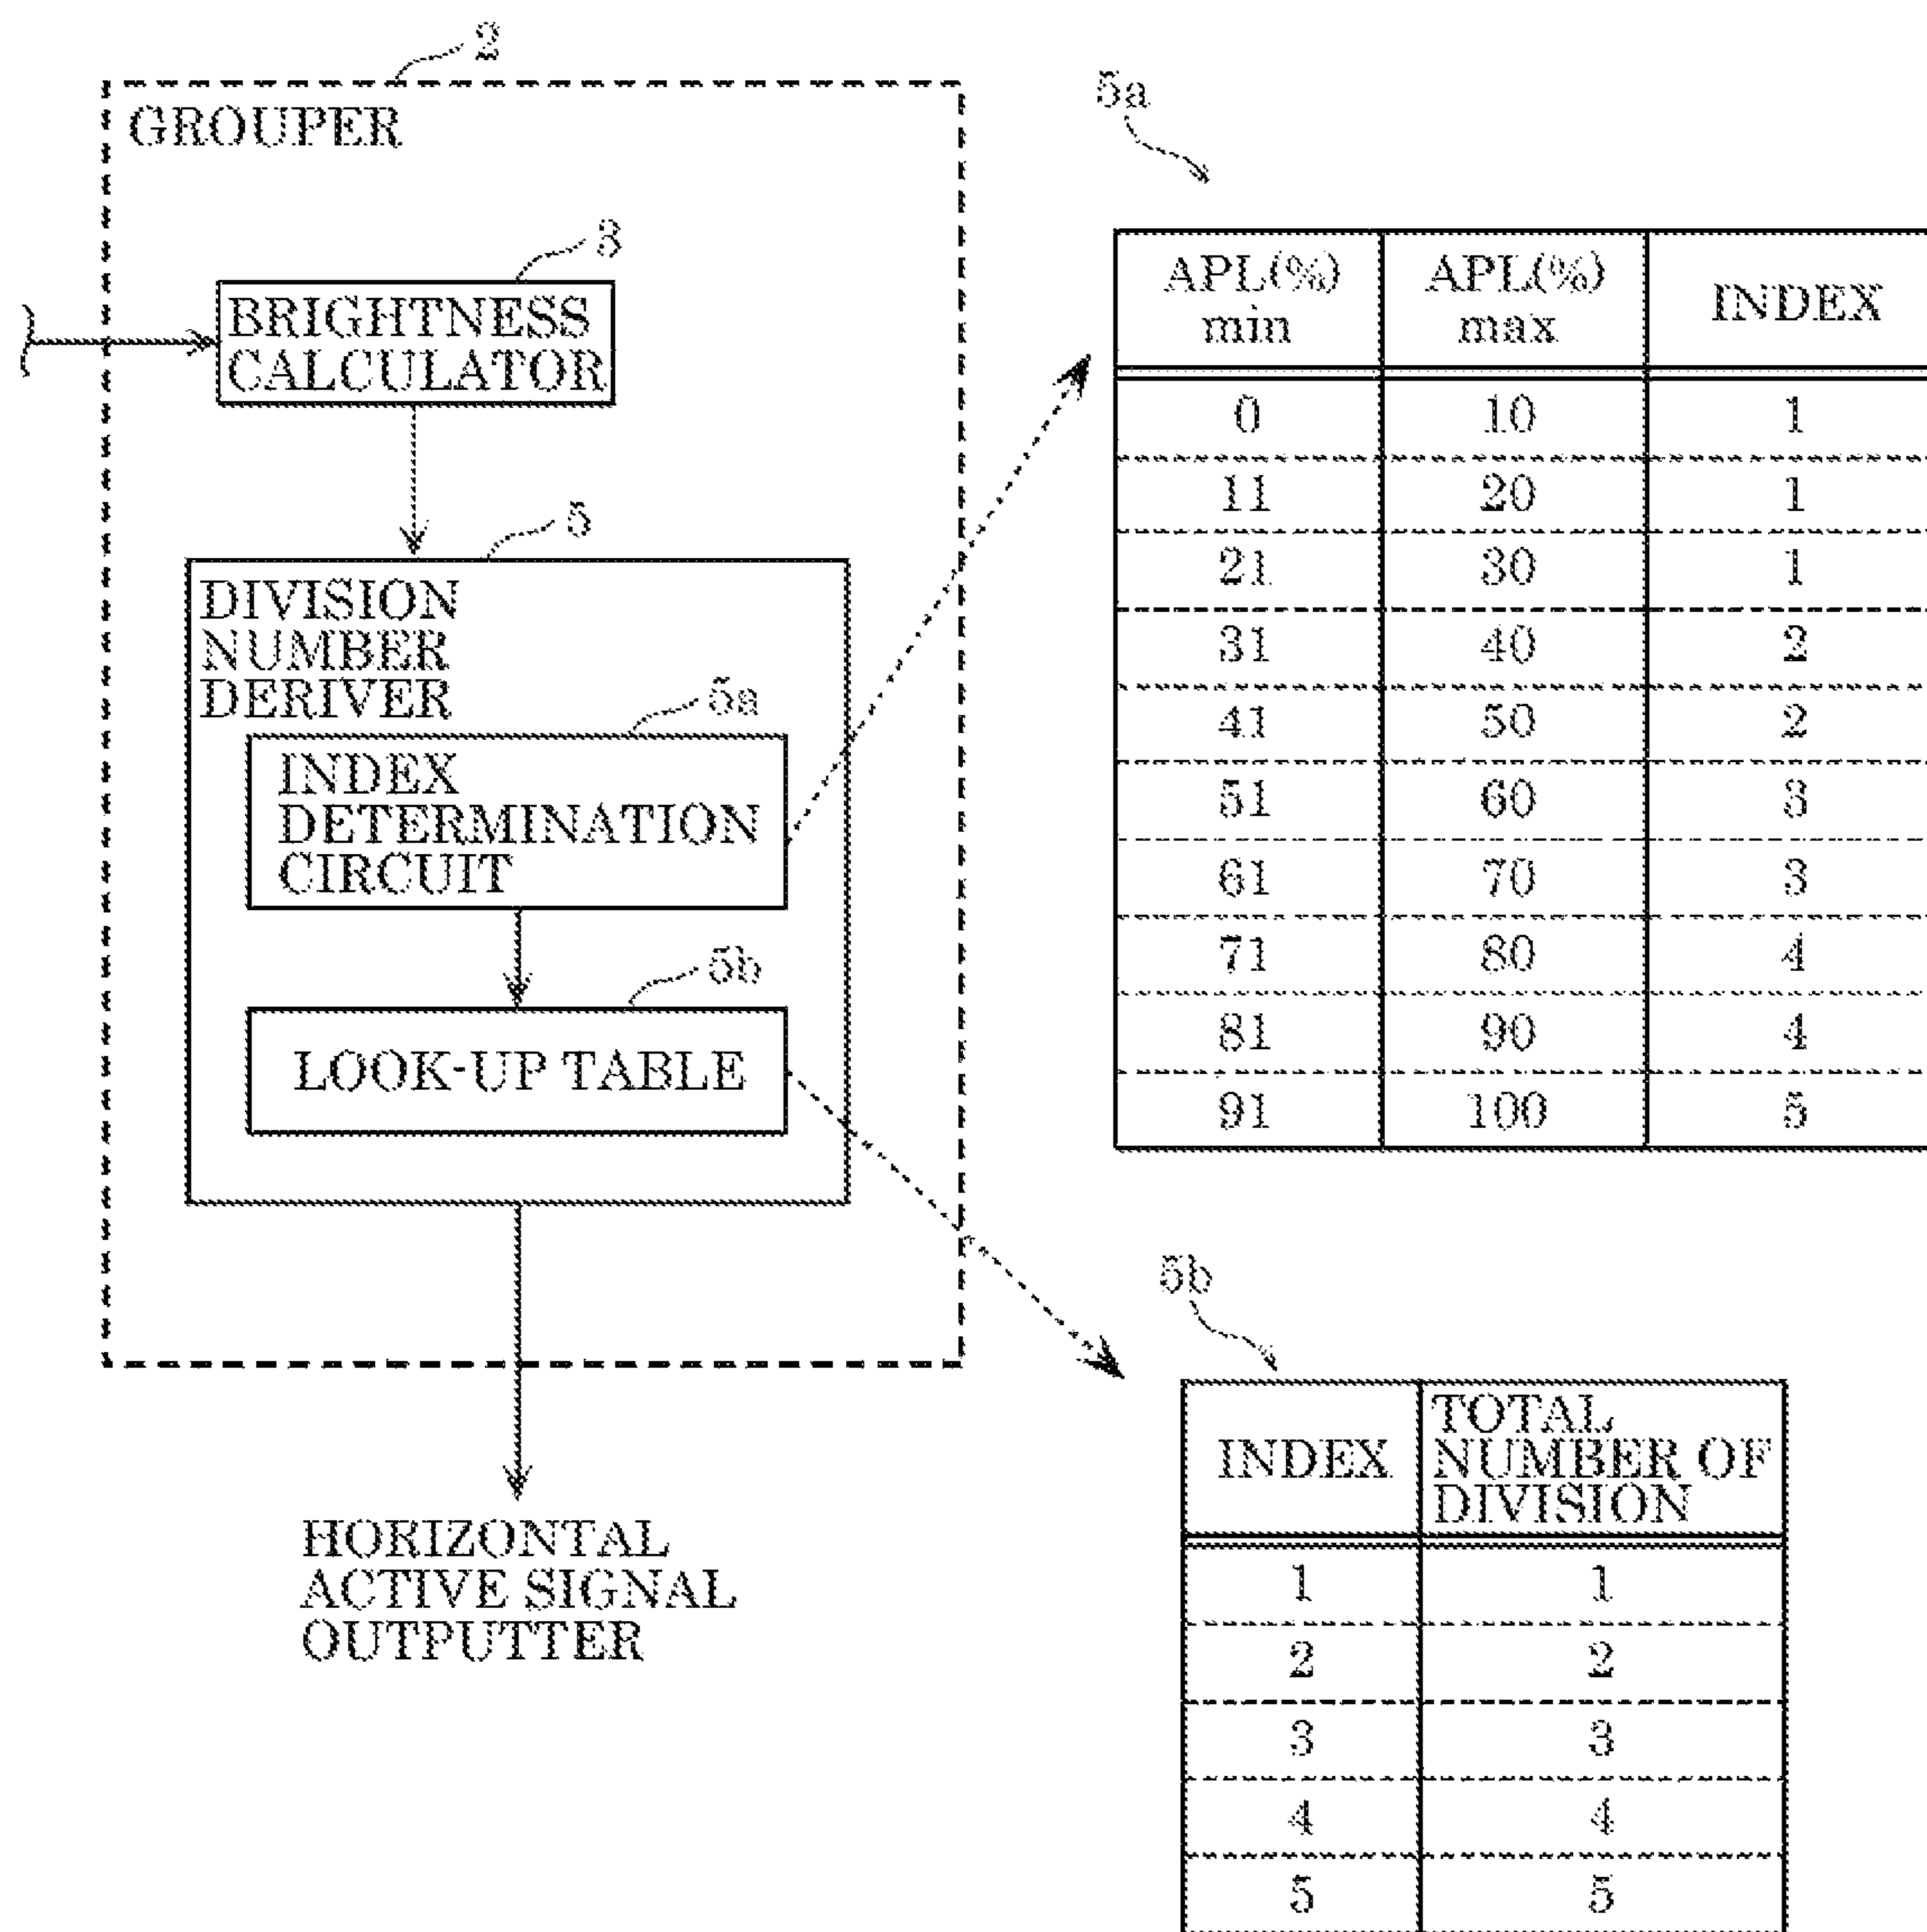 2
GROUPER
3
BRIGHTNESS
CALCULATOR
5
DIVISION
NUMBER
DERIVER
5a
INDEX
DETERMINATION
CIRCUIT
5b
LOOK-UP TABLE
HORIZONTAL
ACTIVE SIGNAL
OUTPUTTER
5a
APL(%) min APL(%) max INDEX
0 10 1
11 20 1
21 30 1
31 40 2
41 50 2
51 60 3
61 70 3
71 80 4
81 90 4
91 100 5
5b
INDEX TOTAL NUMBER OF DIVISION
1 1
2 2
3 3
4 4
5 5